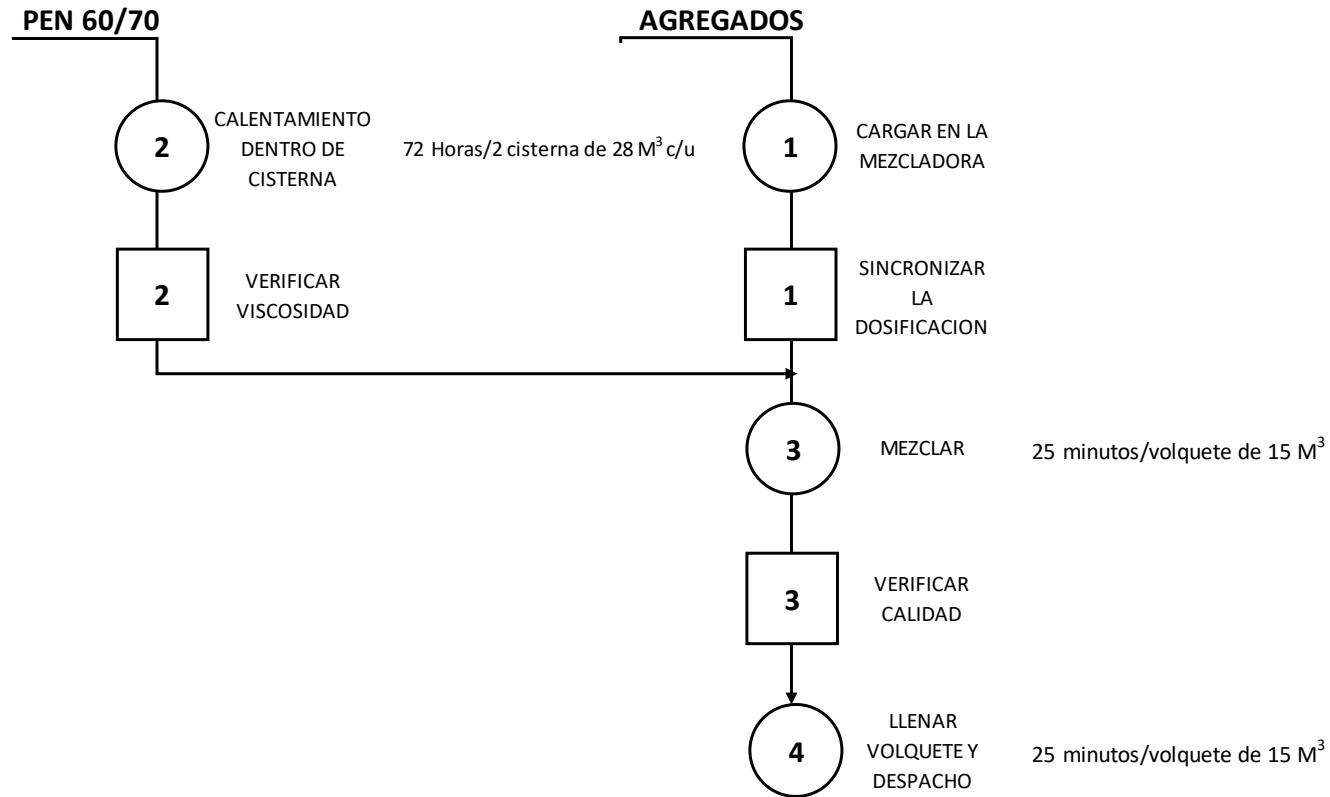 PEN 60/70
AGREGADOS
2
CALENTAMIENTO
DENTRO DE
CISTERNA
72 Horas/2 cisterna de 28 M³ c/u
1
CARGAR EN LA
MEZCLADORA
2
VERIFICAR
VISCOSIDAD
1
SINCRONIZAR
LA
DOSIFICACION
3
MEZCLAR
25 minutos/volquete de 15 M³
3
VERIFICAR
CALIDAD
4
LLENAR
VOLQUETE Y
DESPACHO
25 minutos/volquete de 15 M³